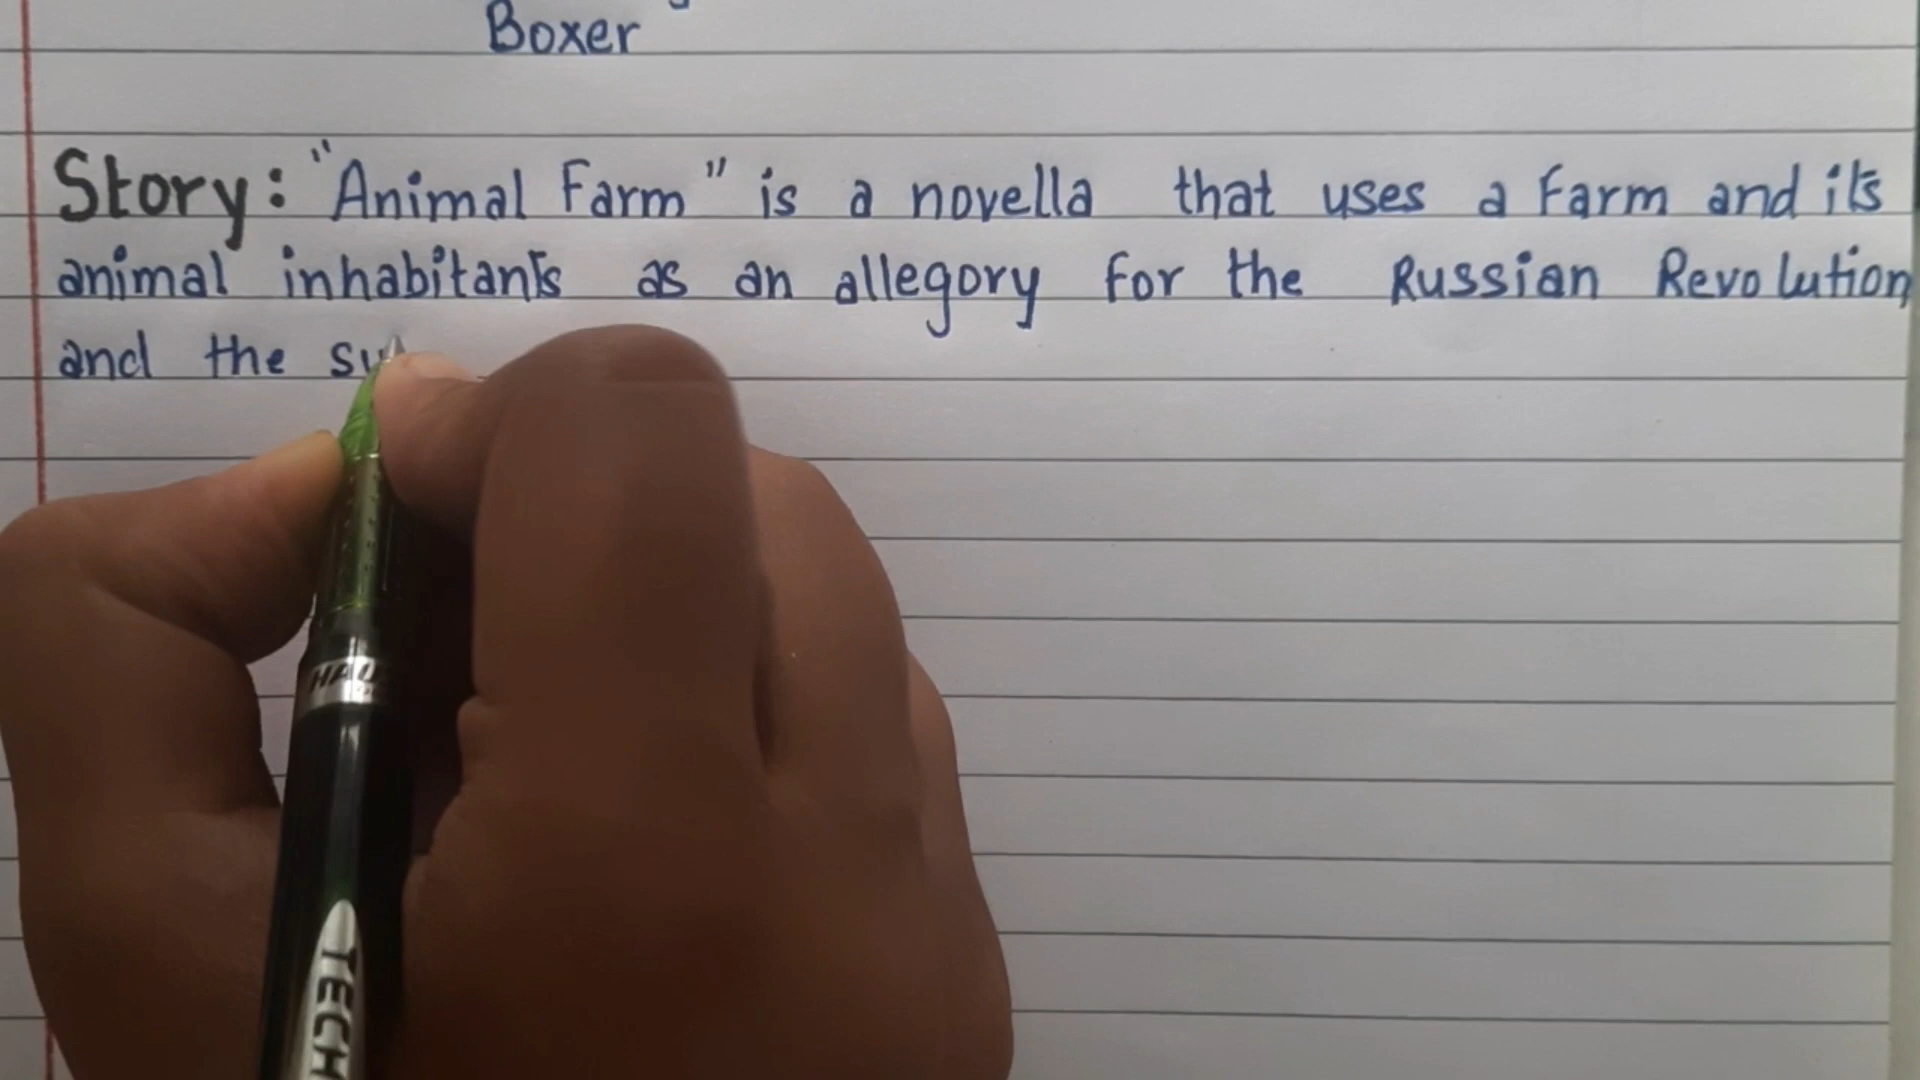 Boxer
Story: "Animal Farm" is a novella that uses a Farm and its
animal inhabitants as an allegory for the Russian Revolution
and the
TECH